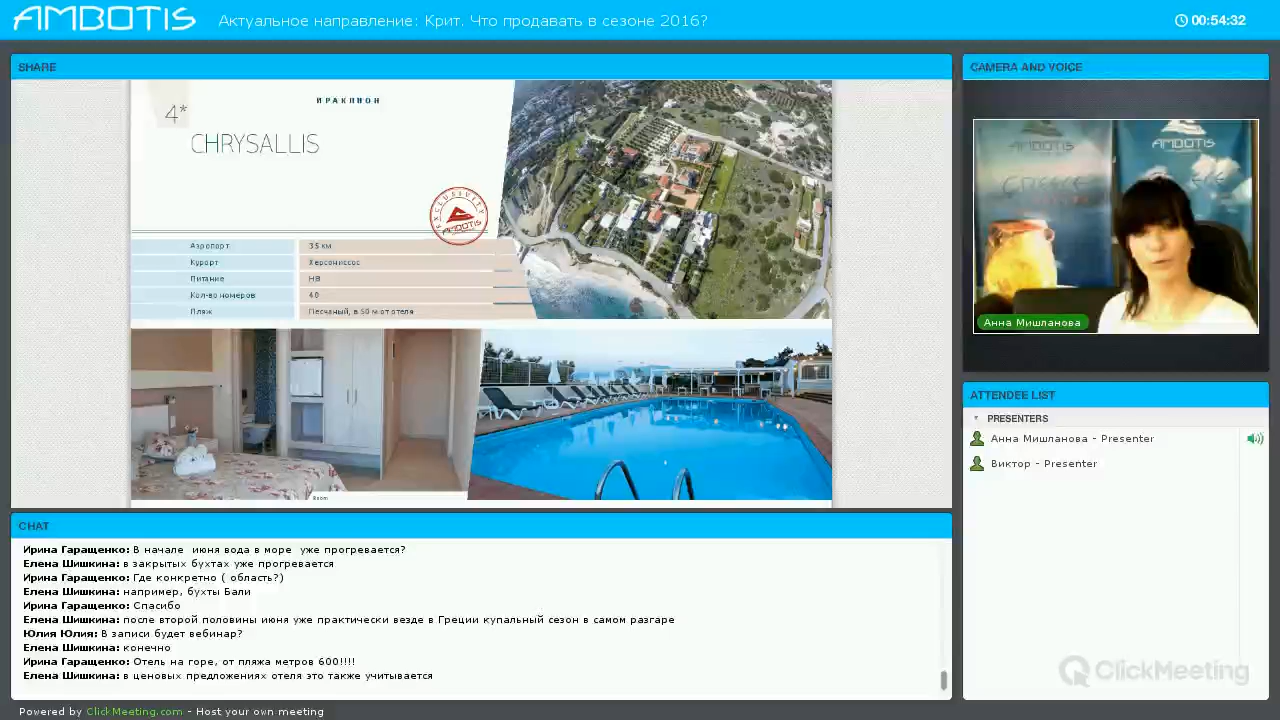 AMBOTIS Актуальное направление: Крит. Что продавать в сезоне 2016? 00:54:32
SHARE
ИРАКЛИОН
4*
CHRYSALLIS
EXCLUSIVITY
AMBOTIS
Аэропорт 35 км
Курорт Херсониссос
Питание HB
Кол-во номеров 40
Пляж Песчаный, в 50 м от отеля
Room
CAMERA AND VOICE
AMBOTIS
AMBOTIS
GREECE
Анна Мишланова
ATTENDEE LIST
PRESENTERS
Анна Мишланова - Presenter
Виктор - Presenter
ClickMeeting
CHAT
Ирина Гаращенко: В начале июня вода в море уже прогревается?
Елена Шишкина: в закрытых бухтах уже прогревается
Ирина Гаращенко: Где конкретно ( область?)
Елена Шишкина: например, бухты Бали
Ирина Гаращенко: Спасибо
Елена Шишкина: после второй половины июня уже практически везде в Греции купальный сезон в самом разгаре
Юлия Юлия: В записи будет вебинар?
Елена Шишкина: конечно
Ирина Гаращенко: Отель на горе, от пляжа метров 600!!!!
Елена Шишкина: в ценовых предложениях отеля это также учитывается
Powered by ClickMeeting.com - Host your own meeting